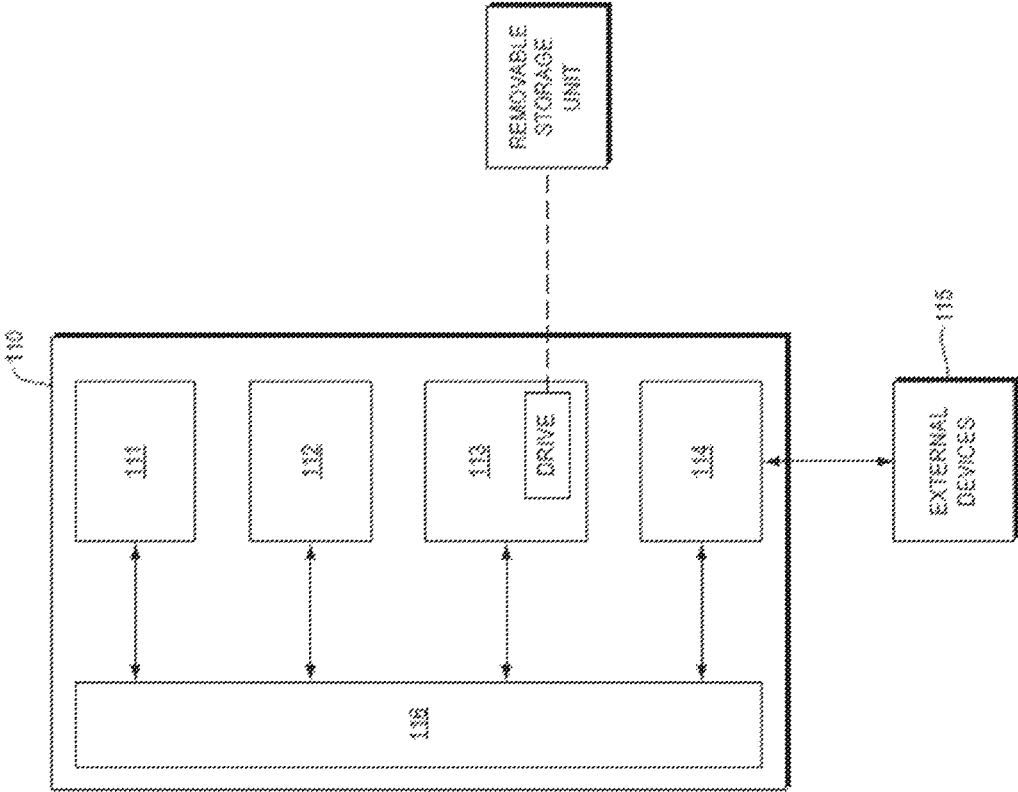 110
111
112
116
113
DRIVE
REMOVABLE
STORAGE
UNIT
114
115
EXTERNAL
DEVICES